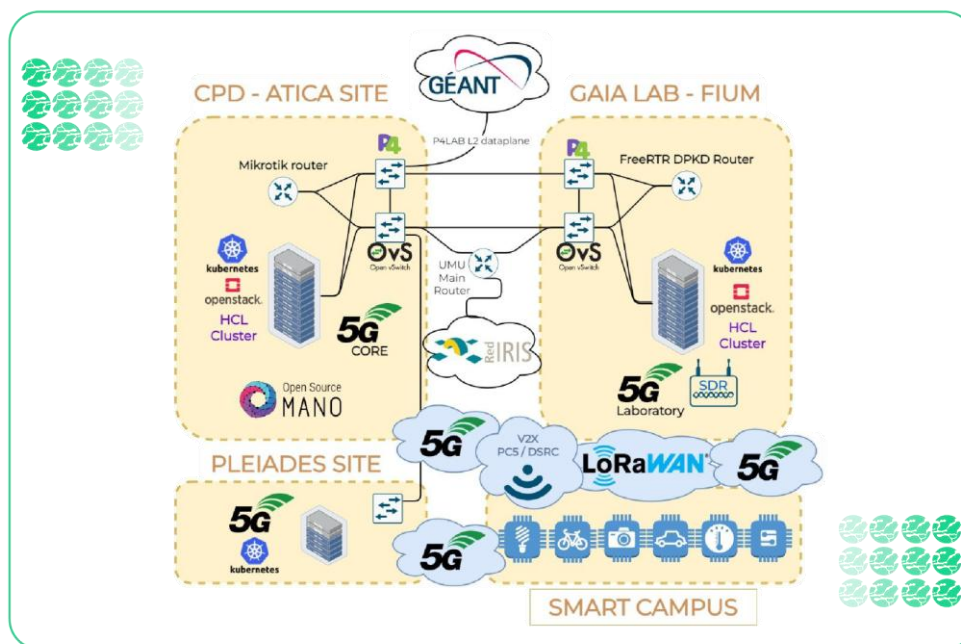 GÉANT
CPD - ATICA SITE
GAIA LAB - FIUM
P4
P4LAB L2 dataplane
P4
Mikrotik router
FreeRTR DPKD Router
OvS
Open vSwitch
OvS
Open vSwitch
UMU
Main
Router
kubernetes
openstack.
HCL
Cluster
kubernetes
openstack.
HCL
Cluster
5G
CORE
Red IRIS
Open Source
MANO
5G
Laboratory
SDR
5G
V2X
PC5 / DSRC
LoRaWAN
5G
PLEIADES SITE
5G
kubernetes
5G
SMART CAMPUS